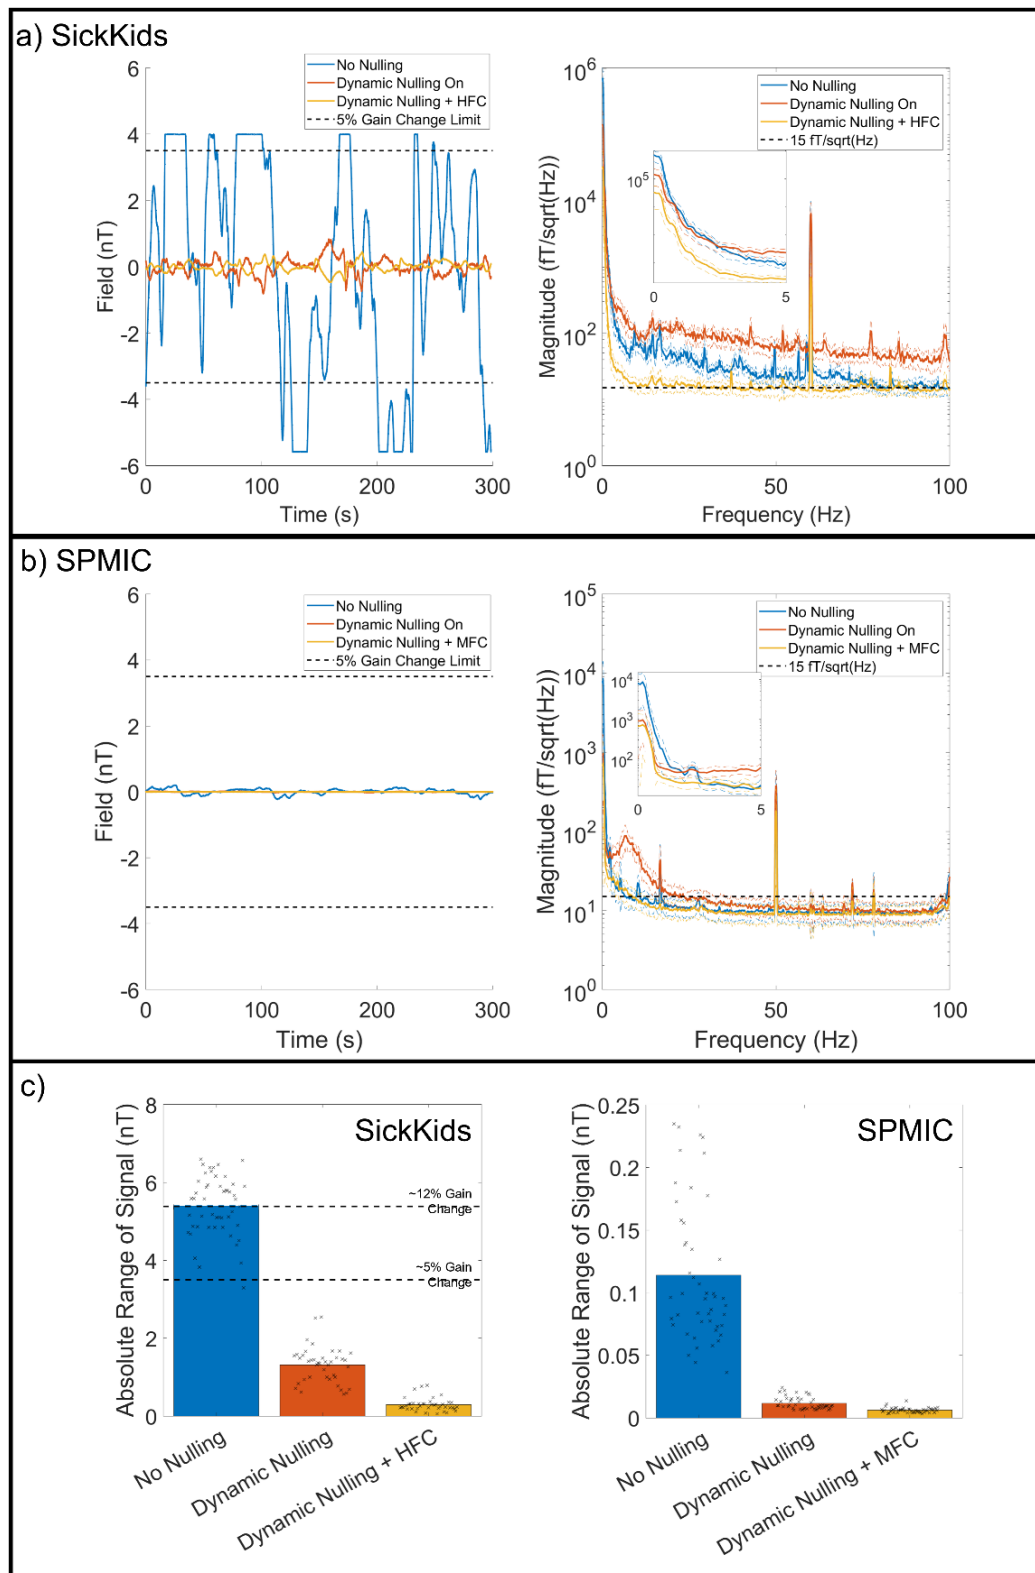 a) SickKids
6
4
2
0
-2
-4
-6
Field (nT)
0
100
200
300
Time (s)
No Nulling
Dynamic Nulling On
Dynamic Nulling + HFC
5% Gain Change Limit
10^6
10^4
10^2
10^0
Magnitude (fT/sqrt(Hz))
0
50
100
Frequency (Hz)
No Nulling
Dynamic Nulling On
Dynamic Nulling + HFC
15 fT/sqrt(Hz)
10^5
0
5
b) SPMIC
6
4
2
0
-2
-4
-6
Field (nT)
0
100
200
300
Time (s)
No Nulling
Dynamic Nulling On
Dynamic Nulling + MFC
5% Gain Change Limit
10^5
10^4
10^3
10^2
10^1
10^0
Magnitude (fT/sqrt(Hz))
0
50
100
Frequency (Hz)
No Nulling
Dynamic Nulling On
Dynamic Nulling + MFC
15 fT/sqrt(Hz)
10^4
10^3
10^2
0
5
c)
8
6
4
2
0
Absolute Range of Signal (nT)
SickKids
~12% Gain
Change
~5% Gain
Change
No Nulling
Dynamic Nulling
Dynamic Nulling + HFC
0.25
0.2
0.15
0.1
0.05
0
Absolute Range of Signal (nT)
SPMIC
No Nulling
Dynamic Nulling
Dynamic Nulling + MFC